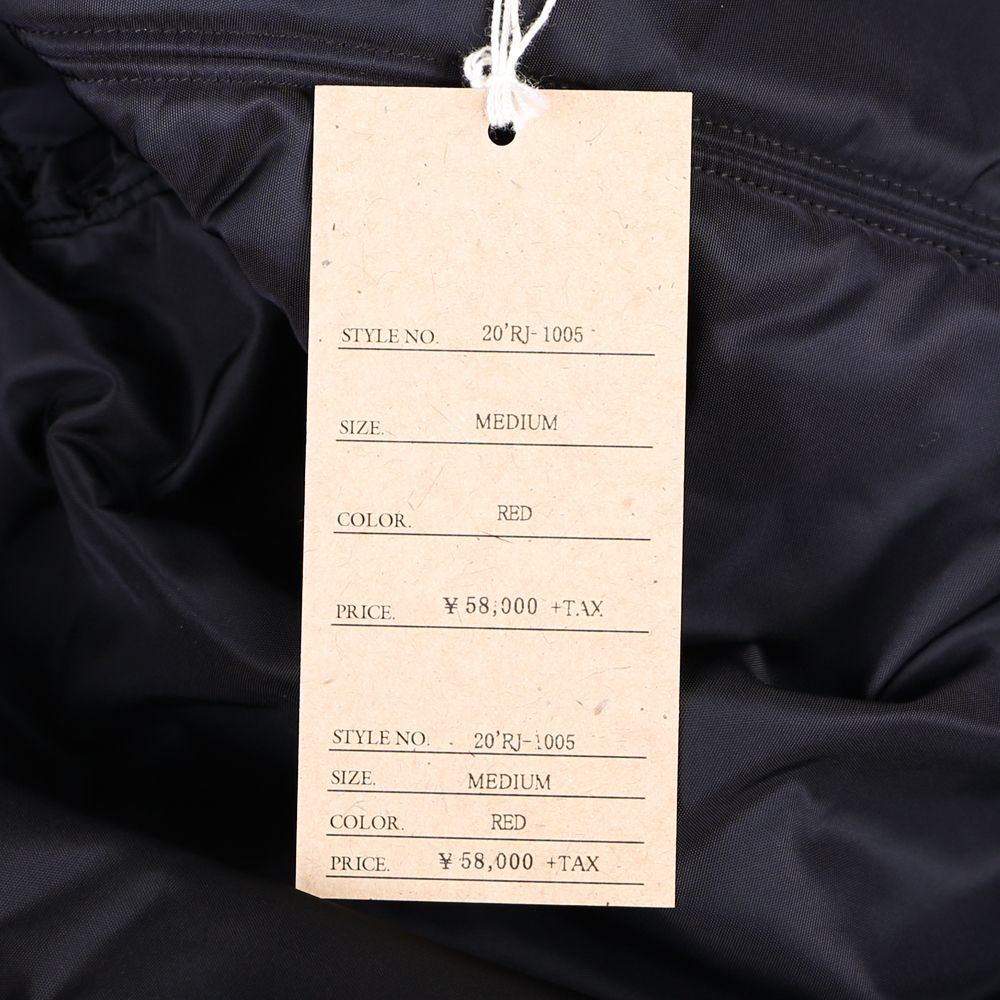 STYLE NO. 20'RJ-1005
SIZE. MEDIUM
COLOR. RED
PRICE. ¥58,000 +TAX
STYLE NO. 20'RJ-1005
SIZE. MEDIUM
COLOR. RED
PRICE. ¥58,000 +TAX